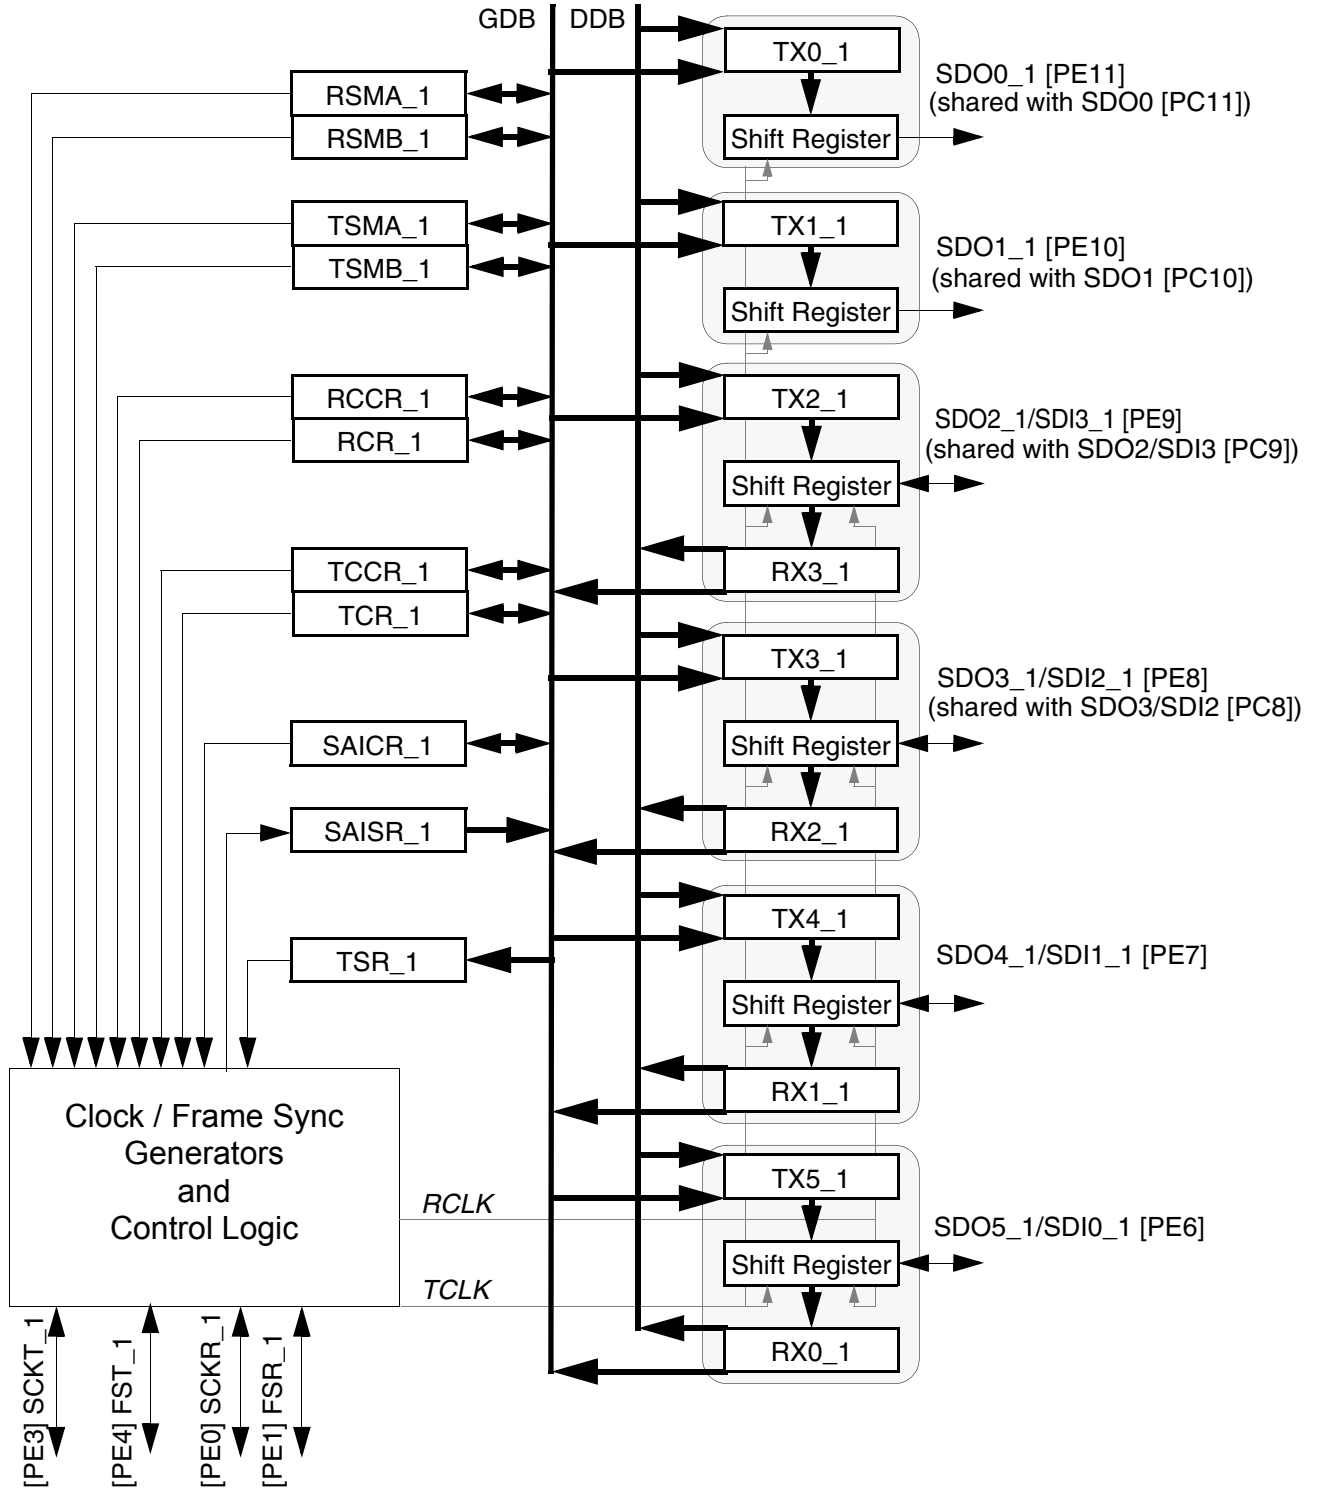 GDB DDB
RSMA_1
RSMB_1
TSMA_1
TSMB_1
RCCR_1
RCR_1
TCCR_1
TCR_1
SAICR_1
SAISR_1
TSR_1
Clock / Frame Sync
Generators
and
Control Logic
RCLK
TCLK
[PE3] SCKT_1
[PE4] FST_1
[PE0] SCKR_1
[PE1] FSR_1
TX0_1
Shift Register
SDO0_1 [PE11]
(shared with SDO0 [PC11])
TX1_1
Shift Register
SDO1_1 [PE10]
(shared with SDO1 [PC10])
TX2_1
Shift Register
RX3_1
SDO2_1/SDI3_1 [PE9]
(shared with SDO2/SDI3 [PC9])
TX3_1
Shift Register
RX2_1
SDO3_1/SDI2_1 [PE8]
(shared with SDO3/SDI2 [PC8])
TX4_1
Shift Register
RX1_1
SDO4_1/SDI1_1 [PE7]
TX5_1
Shift Register
RX0_1
SDO5_1/SDI0_1 [PE6]